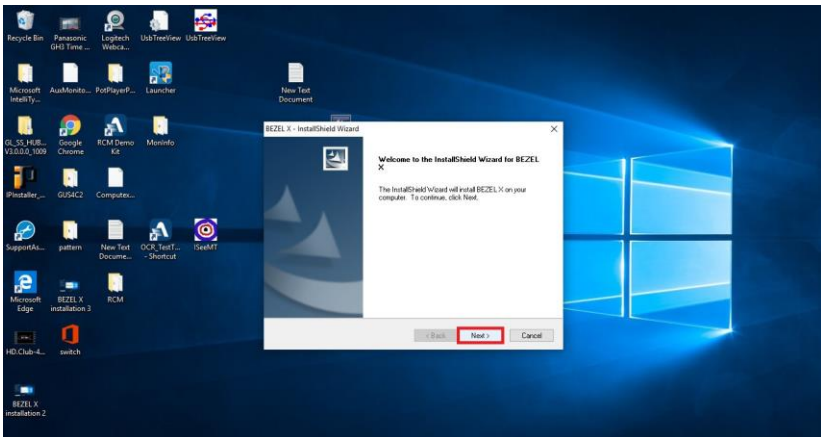 Recycle Bin
Panasonic
GH3 Time ...
Logitech
Webca...
UsbTreeView
UsbTreeView
Microsoft
IntelliTy...
AuxMonito...
PotPlayerP...
Launcher
New Text
Document
GL_SS_HUB...
V3.0.0.0_1009
Google
Chrome
RCM Demo
Kit
MonInfo
IPinstaller_...
GUS4C2
Computex...
SupportAs...
pattern
New Text
Docume...
OCR_TestT...
- Shortcut
ISeeMT
Microsoft
Edge
BEZEL X
installation 3
RCM
HD.Club-4...
switch
BEZEL X
installation 2
BEZEL X - InstallShield Wizard
Welcome to the InstallShield Wizard for BEZEL
X
The InstallShield Wizard will install BEZEL X on your
computer. To continue, click Next.
< Back
Next >
Cancel